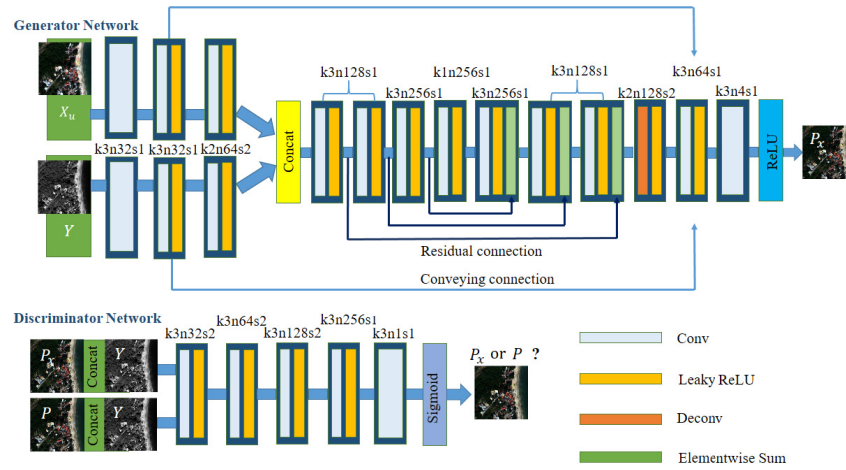 Generator Network
X_u
Y
k3n32s1
k3n32s1
k2n64s2
Concat
k3n128s1
k3n256s1
k1n256s1
k3n256s1
k3n128s1
k2n128s2
k3n64s1
k3n4s1
ReLU
P_x
Residual connection
Conveying connection
Discriminator Network
P_x Concat Y
P Concat Y
k3n32s2
k3n64s2
k3n128s2
k3n256s1
k3n1s1
Sigmoid
P_x or P ?
Conv
Leaky ReLU
Deconv
Elementwise Sum